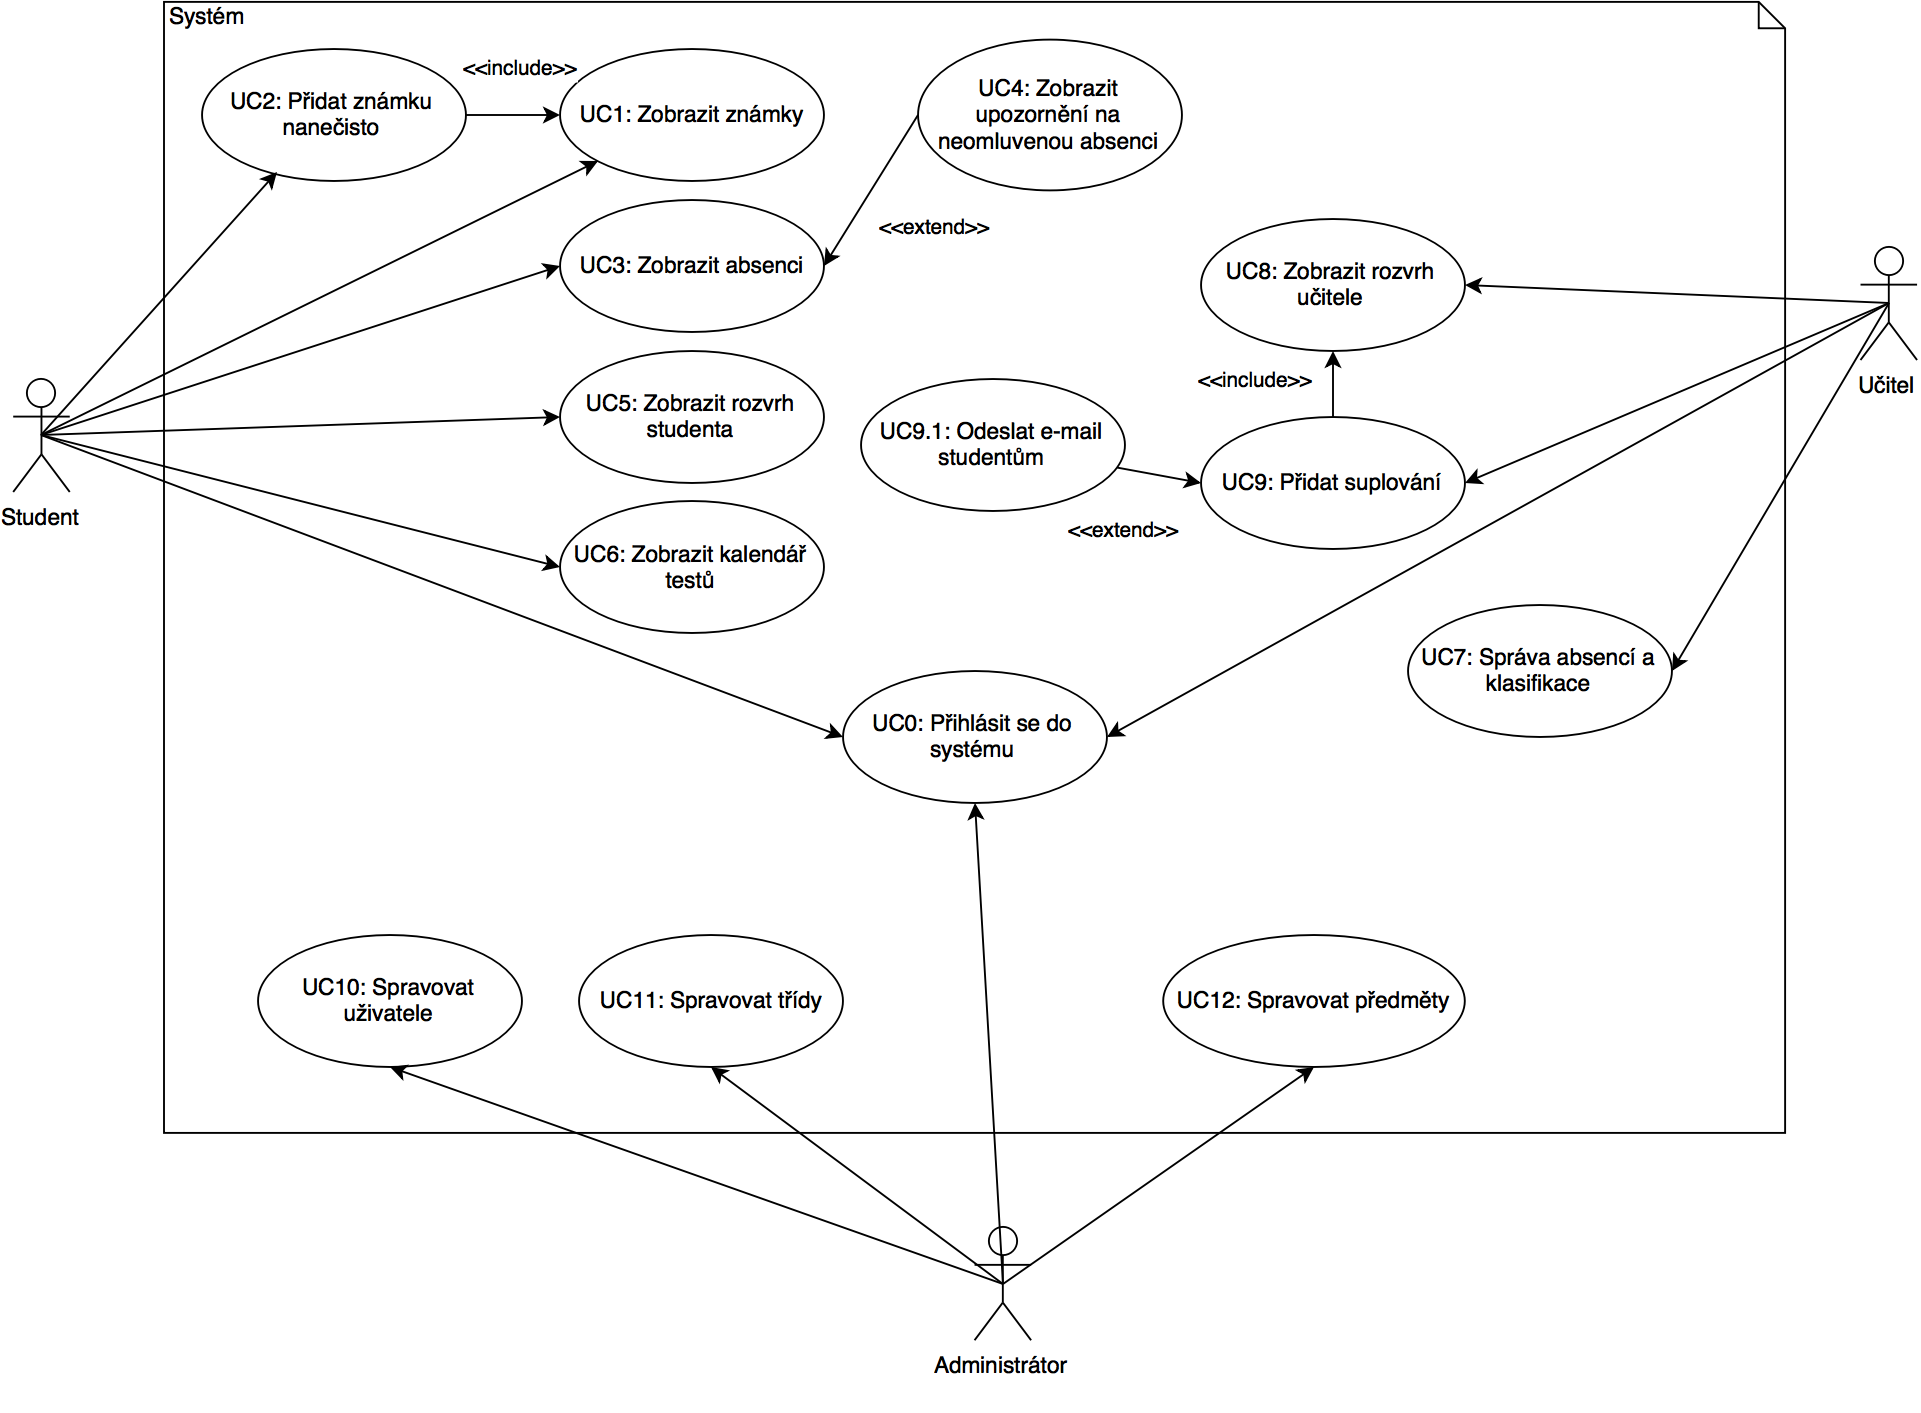 Systém
<<include>>
UC2: Přidat známku
nanečisto
UC1: Zobrazit známky
UC4: Zobrazit
upozornění na
neomluvenou absenci
<<extend>>
UC3: Zobrazit absenci
UC8: Zobrazit rozvrh
učitele
Učitel
<<include>>
UC5: Zobrazit rozvrh
studenta
UC9.1: Odeslat e-mail
studentům
UC9: Přidat suplování
<<extend>>
Student
UC6: Zobrazit kalendář
testů
UC7: Správa absencí a
klasifikace
UC0: Přihlásit se do
systému
UC10: Spravovat
uživatele
UC11: Spravovat třídy
UC12: Spravovat předměty
Administrátor